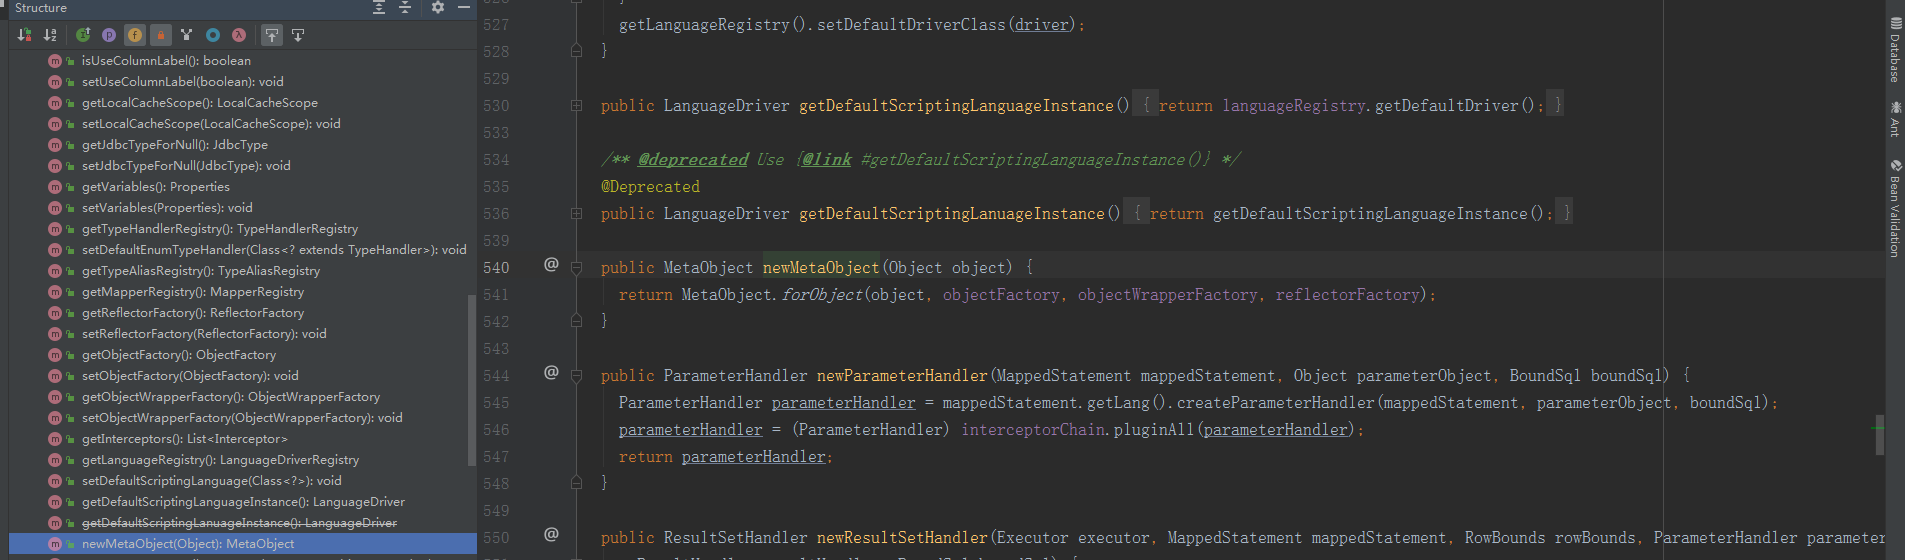 Structure
isUseColumnLabel(): boolean
setUseColumnLabel(boolean): void
getLocalCacheScope(): LocalCacheScope
setLocalCacheScope(LocalCacheScope): void
getJdbcTypeForNull(): JdbcType
setJdbcTypeForNull(JdbcType): void
getVariables(): Properties
setVariables(Properties): void
getTypeHandlerRegistry(): TypeHandlerRegistry
setDefaultEnumTypeHandler(Class<? extends TypeHandler>): void
getTypeAliasRegistry(): TypeAliasRegistry
getMapperRegistry(): MapperRegistry
getReflectorFactory(): ReflectorFactory
setReflectorFactory(ReflectorFactory): void
getObjectFactory(): ObjectFactory
setObjectFactory(ObjectFactory): void
getObjectWrapperFactory(): ObjectWrapperFactory
setObjectWrapperFactory(ObjectWrapperFactory): void
getInterceptors(): List<Interceptor>
getLanguageRegistry(): LanguageDriverRegistry
setDefaultScriptingLanguage(Class<?>): void
getDefaultScriptingLanguageInstance(): LanguageDriver
getDefaultScriptingLanuageInstance(): LanguageDriver
newMetaObject(Object): MetaObject
}
527 getLanguageRegistry().setDefaultDriverClass(driver);
528 }
529
530 public LanguageDriver getDefaultScriptingLanguageInstance() { return languageRegistry.getDefaultDriver(); }
533
534 /** @deprecated Use {@link #getDefaultScriptingLanguageInstance()} */
535 @Deprecated
536 public LanguageDriver getDefaultScriptingLanuageInstance() { return getDefaultScriptingLanguageInstance(); }
539
540 @ public MetaObject newMetaObject(Object object) {
541 return MetaObject.forObject(object, objectFactory, objectWrapperFactory, reflectorFactory);
542 }
543
544 @ public ParameterHandler newParameterHandler(MappedStatement mappedStatement, Object parameterObject, BoundSql boundSql) {
545 ParameterHandler parameterHandler = mappedStatement.getLang().createParameterHandler(mappedStatement, parameterObject, boundSql);
546 parameterHandler = (ParameterHandler) interceptorChain.pluginAll(parameterHandler);
547 return parameterHandler;
548 }
549
550 @ public ResultSetHandler newResultSetHandler(Executor executor, MappedStatement mappedStatement, RowBounds rowBounds, ParameterHandler parameter
Database
Ant
Bean Validation